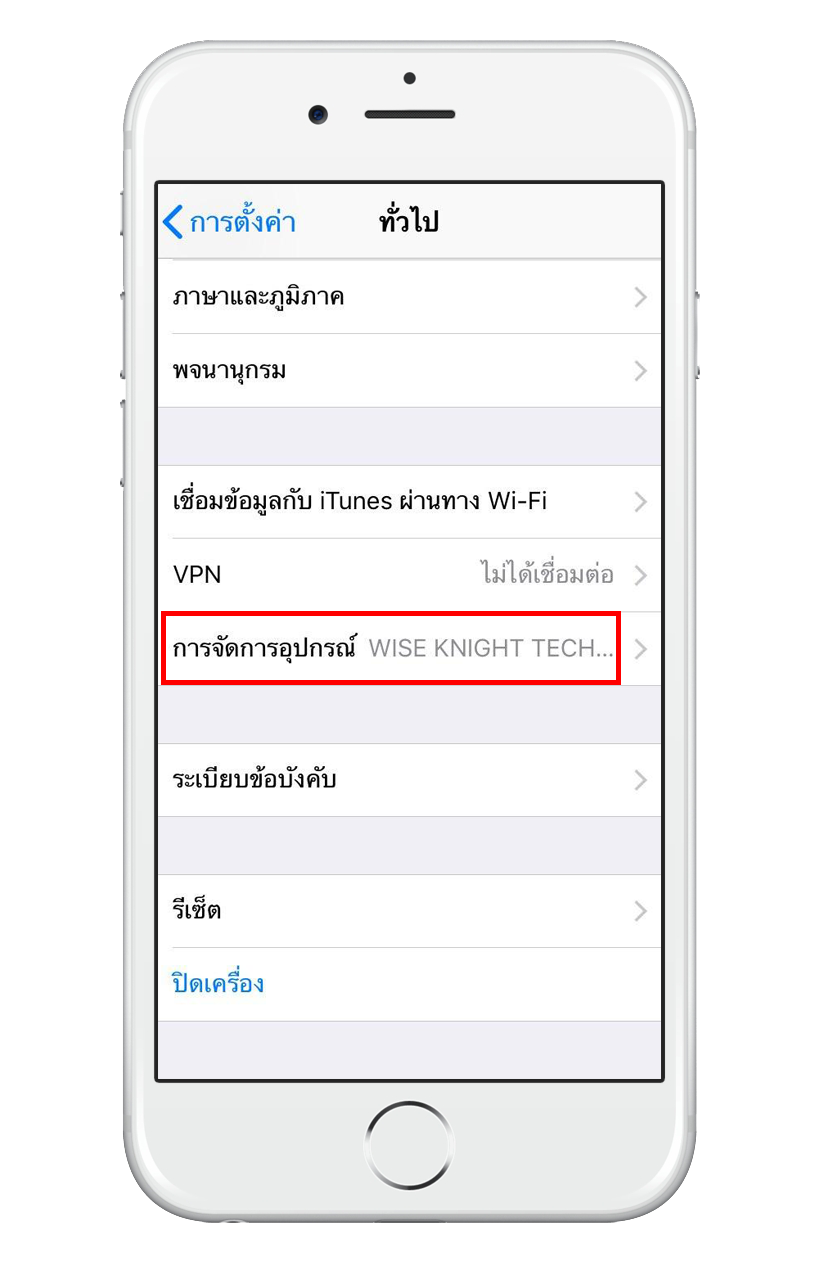 การตั้งค่า ทั่วไป
ภาษาและภูมิภาค
พจนานุกรม
เชื่อมข้อมูลกับ iTunes ผ่านทาง Wi-Fi
VPN ไม่ได้เชื่อมต่อ
การจัดการอุปกรณ์ WISE KNIGHT TECH...
ระเบียบข้อบังคับ
รีเซ็ต
ปิดเครื่อง